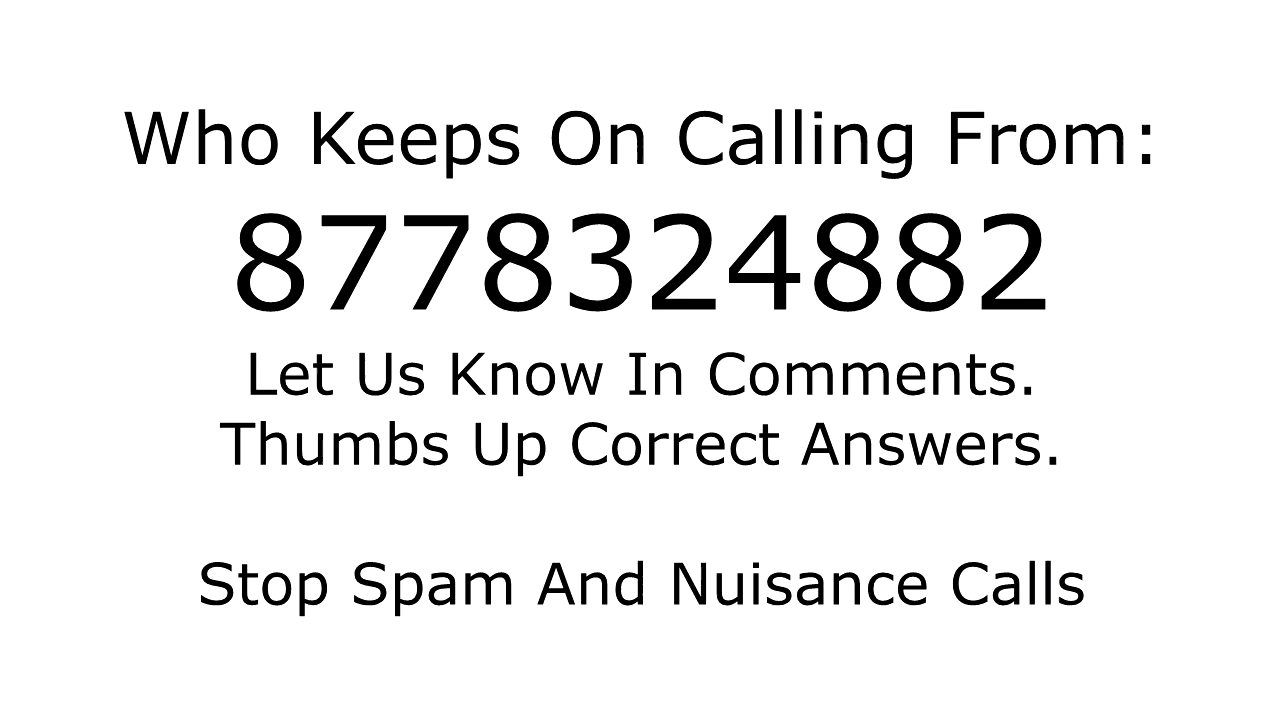 Who Keeps On Calling From:
8778324882
Let Us Know In Comments.
Thumbs Up Correct Answers.
Stop Spam And Nuisance Calls